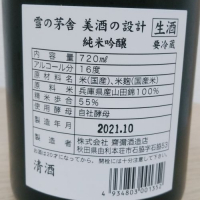 雪の茅舎 美酒の設計
純米吟醸
生酒
要冷蔵
内容量 720㎖
アルコール分 16度
原材料名 米(国産)、米麹(国産米)
原料米 兵庫県産山田錦100%
精米歩合 55%
使用酵母 自社酵母
製造年月 2021.10
製造者 株式会社 齋彌酒造店
秋田県由利本荘市石脇字石脇53
清酒
4 934803 001352